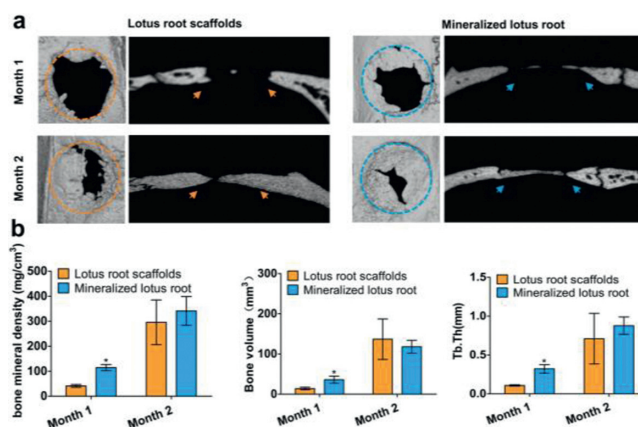 a
Lotus root scaffolds
Mineralized lotus root
Month 1
Month 2
b
bone mineral density (mg/cm³)
500
400
300
200
100
0
Lotus root scaffolds
Mineralized lotus root
*
Month 1
Month 2
Bone volume (mm³)
300
200
100
0
Lotus root scaffolds
Mineralized lotus root
*
Month 1
Month 2
Tb.Th(mm)
1.5
1.0
0.5
0.0
Lotus root scaffolds
Mineralized lotus root
*
Month 1
Month 2